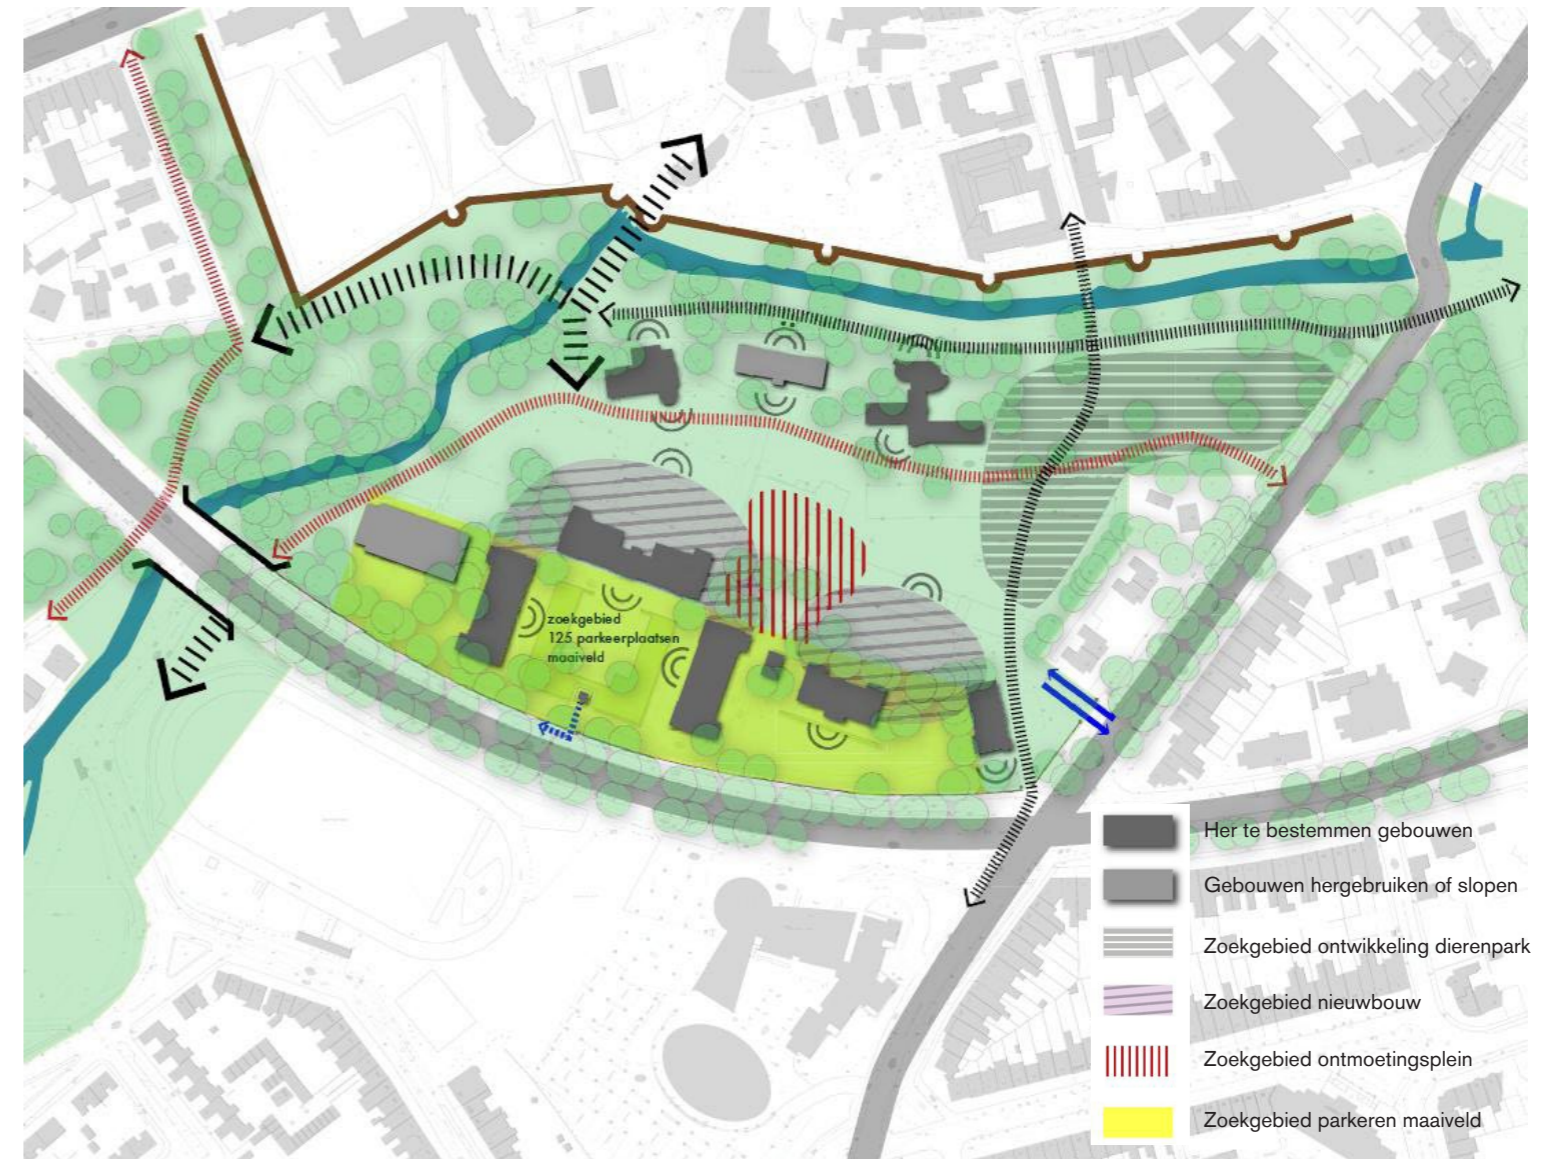 zoekgebied
125 parkeerplaatsen
maaiveld
Her te bestemmen gebouwen
Gebouwen hergebruiken of slopen
Zoekgebied ontwikkeling dierenpark
Zoekgebied nieuwbouw
Zoekgebied ontmoetingsplein
Zoekgebied parkeren maaiveld